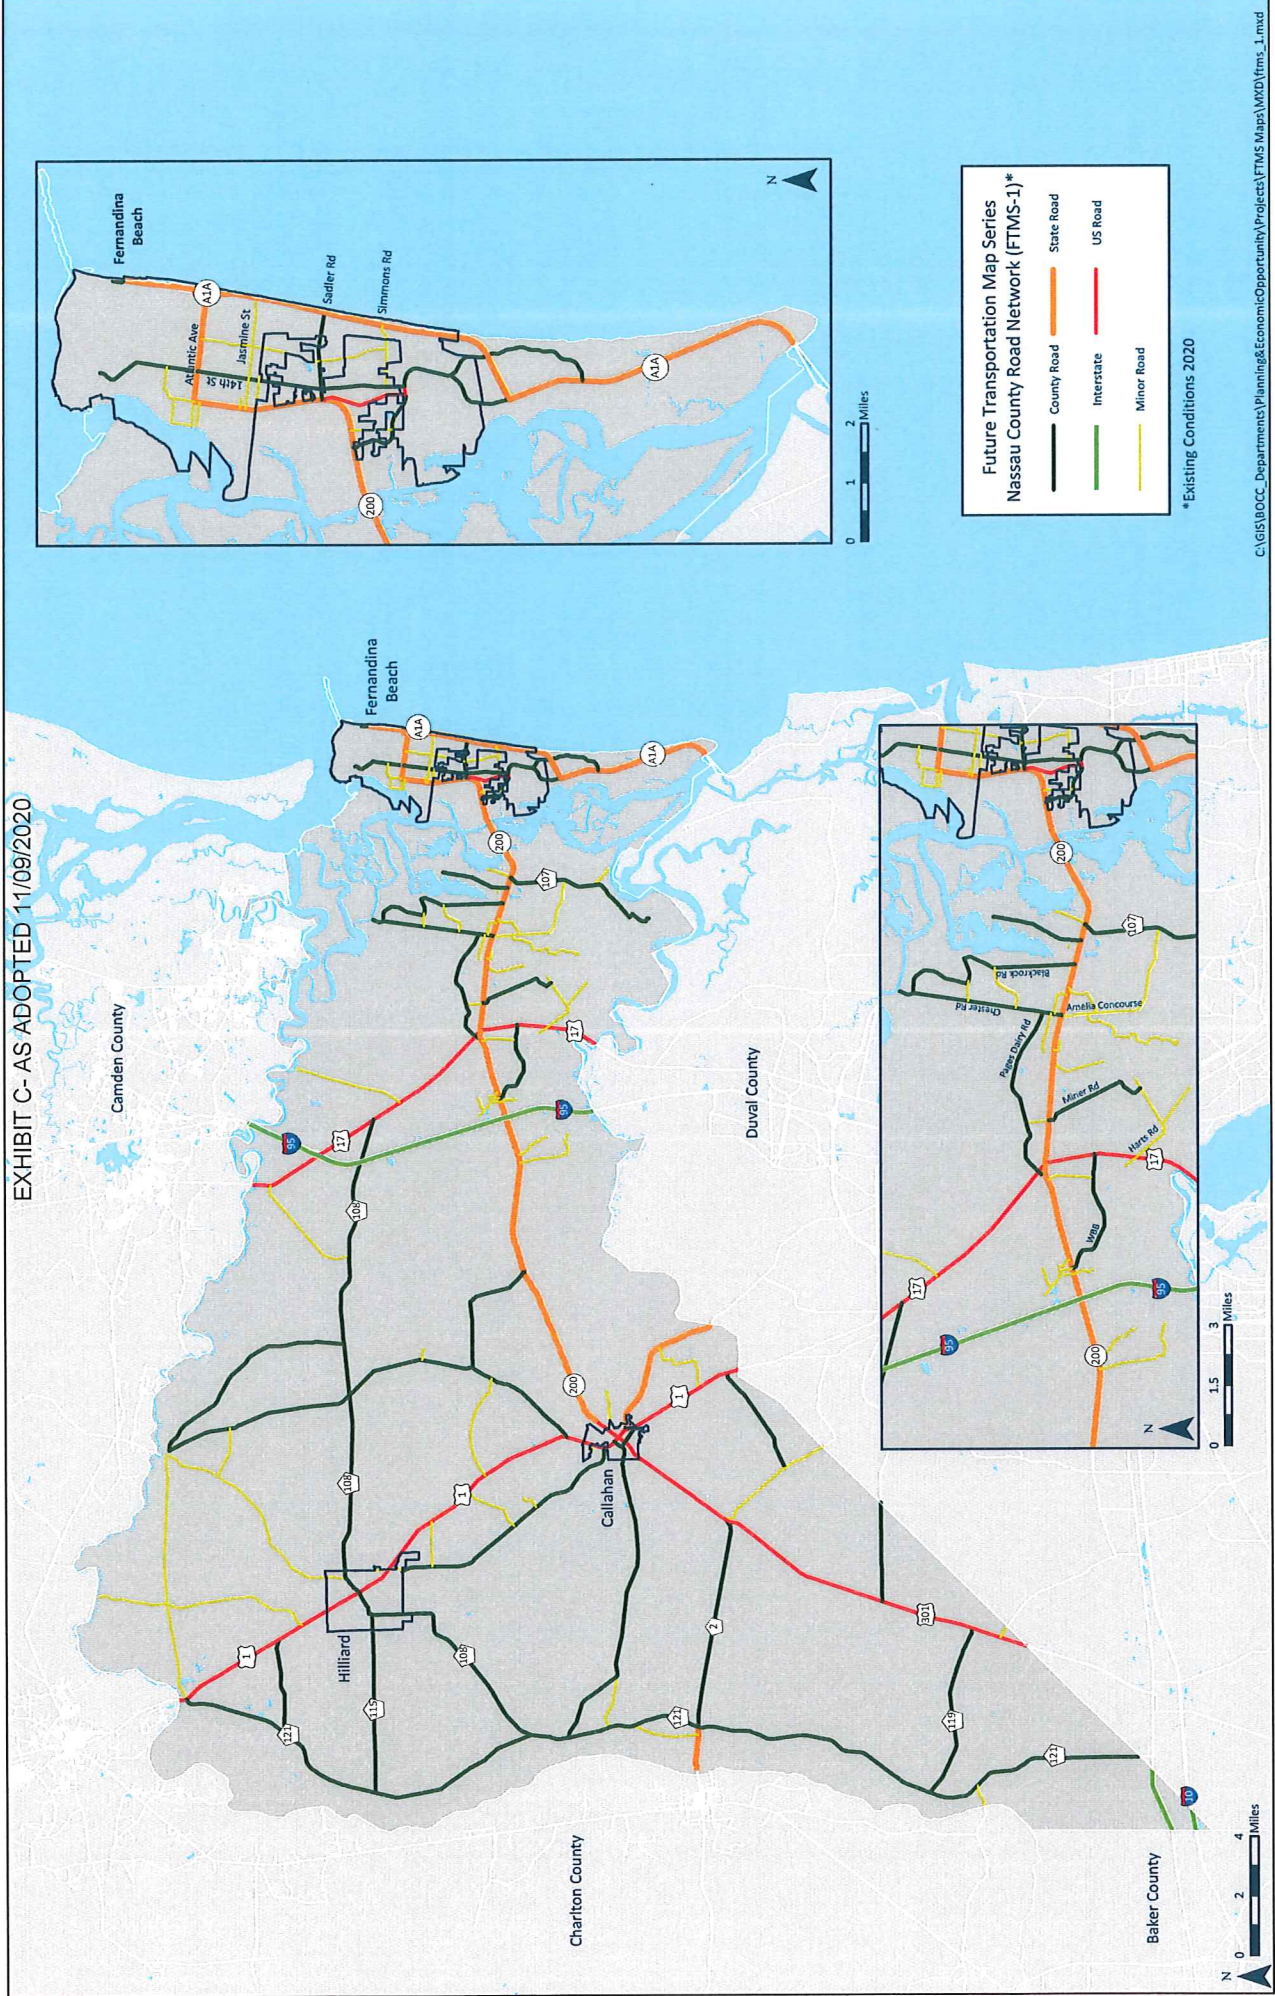 EXHIBIT C- AS ADOPTED 11/09/2020
Camden County
Duval County
Charlton County
Baker County
Fernandina
Beach
Hilliard
Callahan
A1A
A1A
200
107
17
95
95
17
108
200
1
1
108
1
108
115
121
2
121
301
119
121
10
N
0
2
4
Miles
Fernandina
Beach
A1A
Sadler Rd
Simmons Rd
Atlantic Ave
Jasmine St
14th St
A1A
200
N
0
1
2
Miles
200
107
Blackrock Rd
Chester Rd
Amelia Concourse
Pages Dairy Rd
Miner Rd
Harts Rd
17
WBB
17
95
95
200
N
0
1.5
3
Miles
Future Transportation Map Series
Nassau County Road Network (FTMS-1)*
County Road
State Road
Interstate
US Road
Minor Road
*Existing Conditions 2020
C:\GIS\BOCC_Departments\Planning&EconomicOpportunity\Projects\FTMS Maps\MXD\ftms_1.mxd